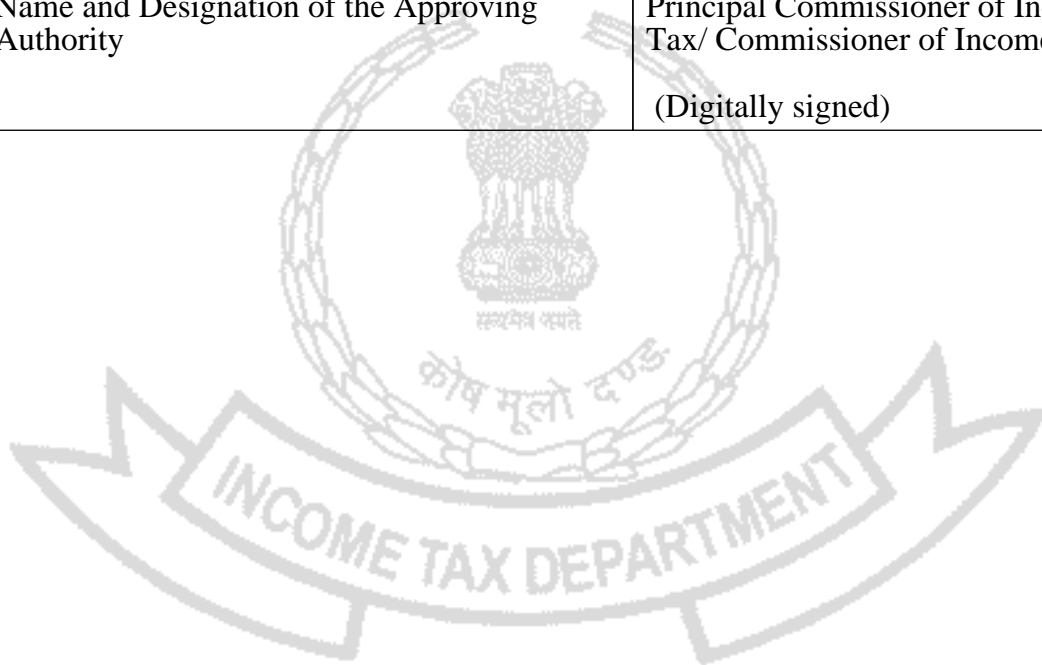 Name and Designation of the Approving
Authority
Principal Commissioner of In
Tax/ Commissioner of Income
(Digitally signed)
सत्यमेव जयते
कोष मूलो दण्ड:
INCOME TAX DEPARTMENT